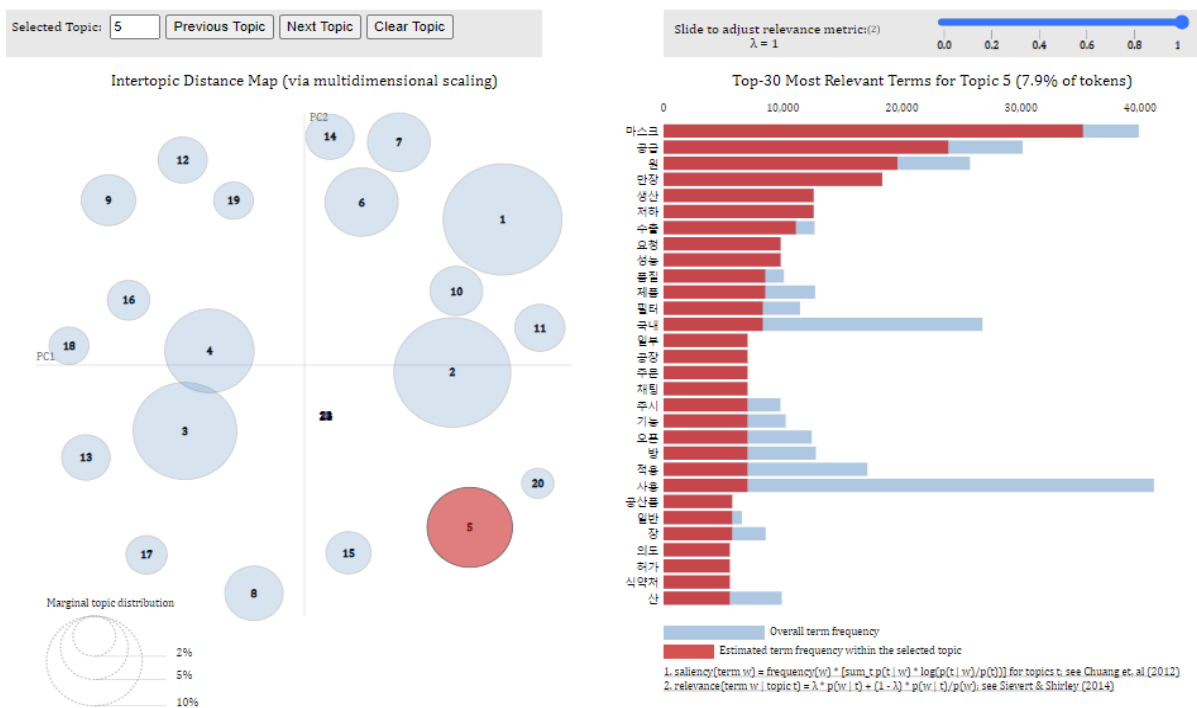 Selected Topic: 5 Previous Topic Next Topic Clear Topic
Slide to adjust relevance metric:(2)
λ = 1
0.0 0.2 0.4 0.6 0.8 1
Intertopic Distance Map (via multidimensional scaling)
PC2
PC1
14
7
12
9
19
6
1
16
10
11
18
4
2
3
13
20
5
17
15
8
Marginal topic distribution
2%
5%
10%
Top-30 Most Relevant Terms for Topic 5 (7.9% of tokens)
0 10,000 20,000 30,000 40,000
마스크
공급
원
만장
생산
저하
수출
요청
성능
품질
제품
필터
국내
일부
공장
주문
채팅
주시
기능
오픈
방
적용
사용
공산품
일반
장
의도
허가
식약처
산
Overall term frequency
Estimated term frequency within the selected topic
1. saliency(term w) = frequency(w) * [sum_t p(t | w) * log(p(t | w)/p(t))] for topics t; see Chuang et. al (2012)
2. relevance(term w | topic t) = λ * p(w | t) + (1 - λ) * p(w | t)/p(w); see Sievert & Shirley (2014)